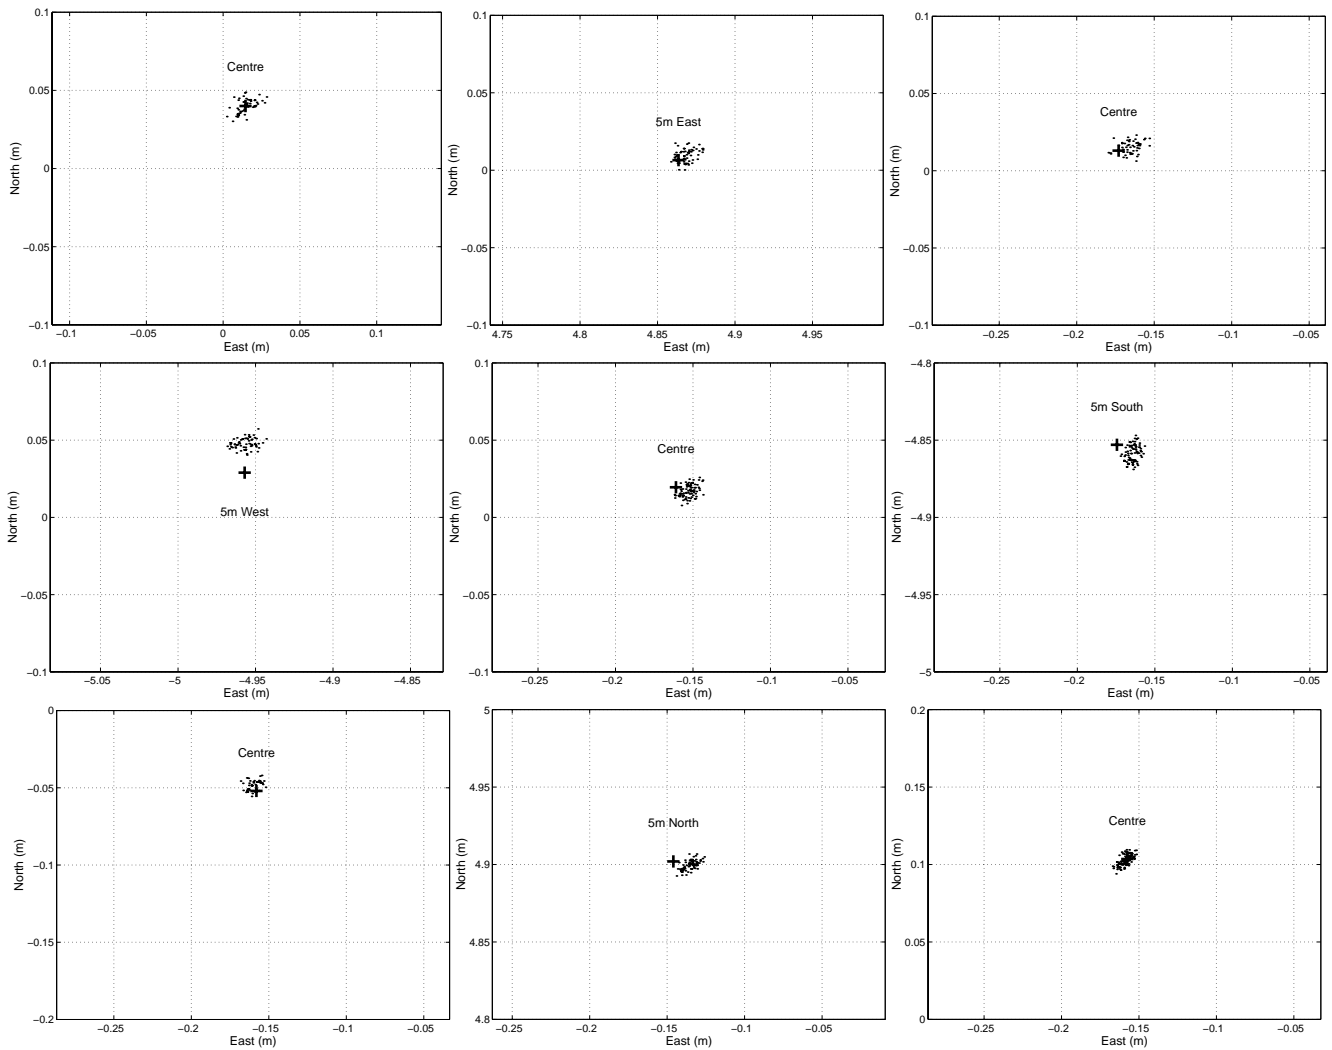 0.1
Centre
0.05
North (m)
0
−0.05
−0.1
−0.1 −0.05 0 0.05 0.1
East (m)
0.1
0.05
5m East
North (m)
0
−0.05
−0.1
4.75 4.8 4.85 4.9 4.95
East (m)
0.1
Centre
0.05
North (m)
0
−0.05
−0.1
−0.25 −0.2 −0.15 −0.1 −0.05
East (m)
0.1
0.05
North (m)
5m West
0
−0.05
−0.1
−5.05 −5 −4.95 −4.9 −4.85
East (m)
0.1
0.05
Centre
North (m)
0
−0.05
−0.1
−0.25 −0.2 −0.15 −0.1 −0.05
East (m)
−4.8
5m South
−4.85
North (m)
−4.9
−4.95
−5
−0.25 −0.2 −0.15 −0.1 −0.05
East (m)
0
Centre
−0.05
North (m)
−0.1
−0.15
−0.2
−0.25 −0.2 −0.15 −0.1 −0.05
East (m)
5
4.95
5m North
North (m)
4.9
4.85
4.8
−0.25 −0.2 −0.15 −0.1 −0.05
East (m)
0.2
0.15
Centre
North (m)
0.1
0.05
0
−0.25 −0.2 −0.15 −0.1 −0.05
East (m)